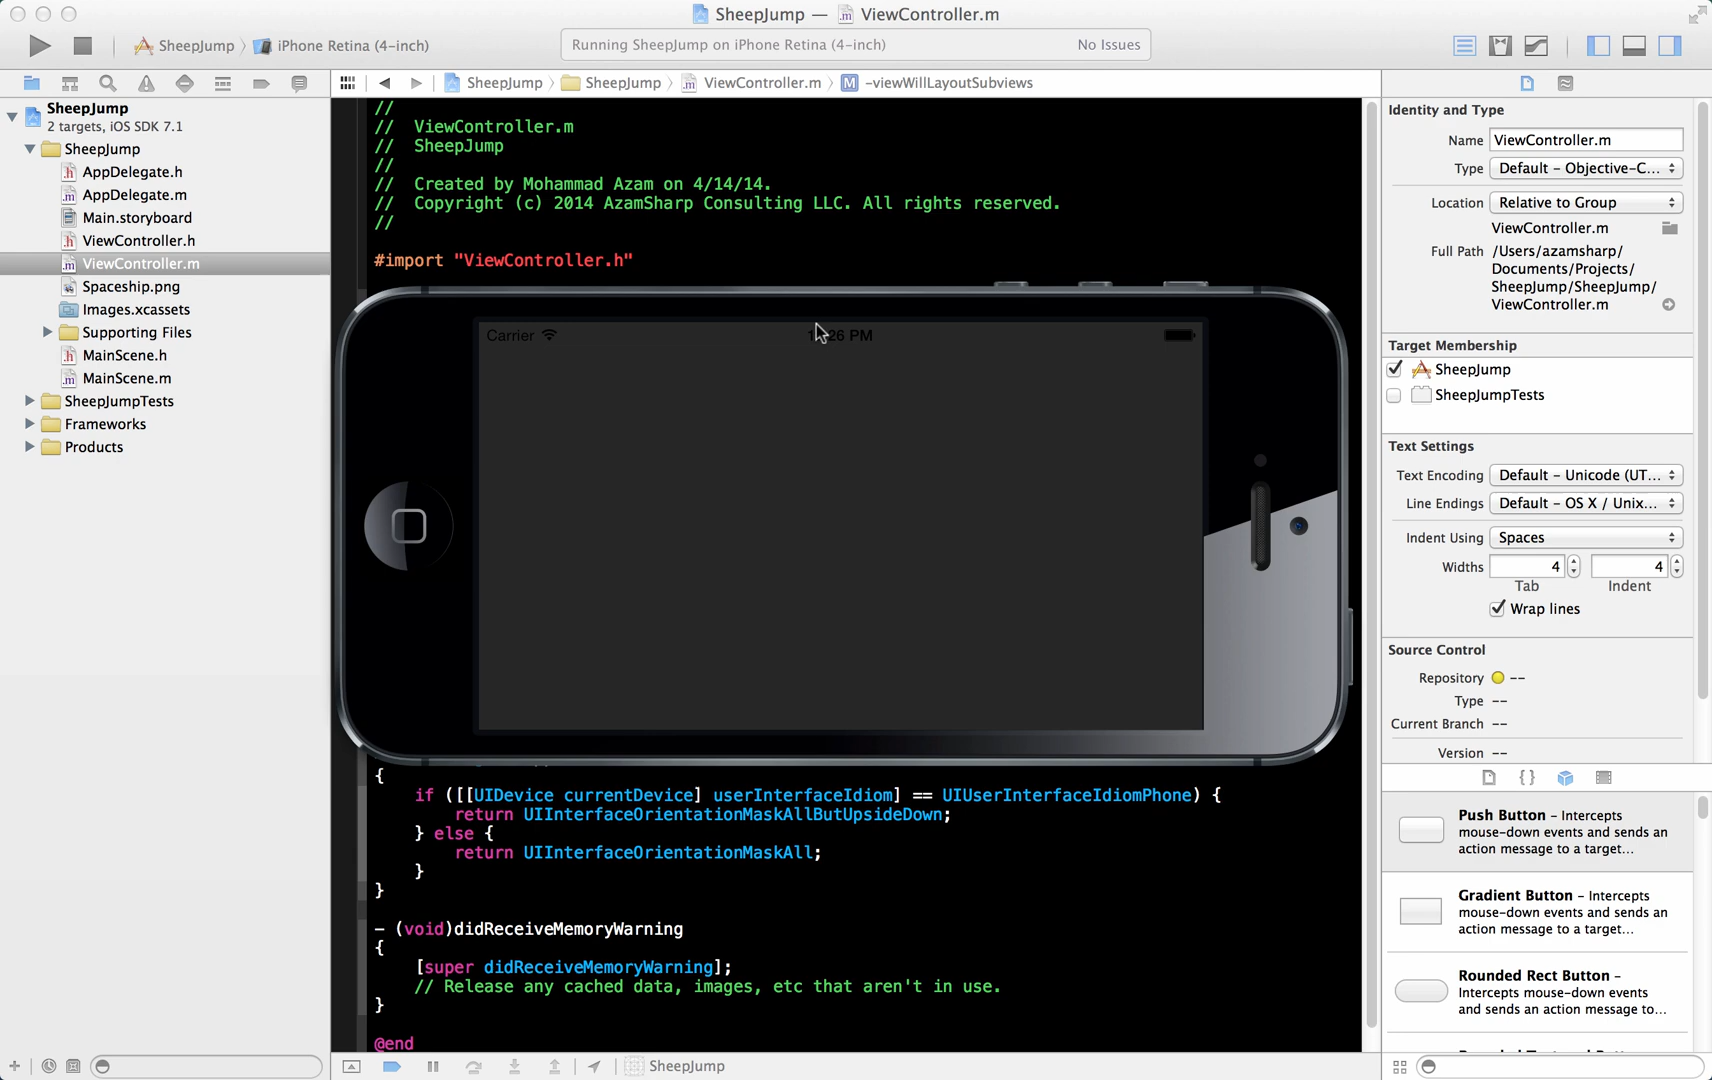 SheepJump — ViewController.m
SheepJump iPhone Retina (4-inch)
Running SheepJump on iPhone Retina (4-inch) No Issues
SheepJump SheepJump ViewController.m M -viewWillLayoutSubviews
SheepJump
2 targets, iOS SDK 7.1
SheepJump
AppDelegate.h
AppDelegate.m
Main.storyboard
ViewController.h
ViewController.m
Spaceship.png
Images.xcassets
Supporting Files
MainScene.h
MainScene.m
SheepJumpTests
Frameworks
Products
//
// ViewController.m
// SheepJump
//
// Created by Mohammad Azam on 4/14/14.
// Copyright (c) 2014 AzamSharp Consulting LLC. All rights reserved.
//
#import "ViewController.h"
Carrier PM
{
if ([[UIDevice currentDevice] userInterfaceIdiom] == UIUserInterfaceIdiomPhone) {
return UIInterfaceOrientationMaskAllButUpsideDown;
} else {
return UIInterfaceOrientationMaskAll;
}
}
- (void)didReceiveMemoryWarning
{
[super didReceiveMemoryWarning];
// Release any cached data, images, etc that aren't in use.
}
@end
SheepJump
Identity and Type
Name ViewController.m
Type Default - Objective-C...
Location Relative to Group
ViewController.m
Full Path /Users/azamsharp/
Documents/Projects/
SheepJump/SheepJump/
ViewController.m
Target Membership
SheepJump
SheepJumpTests
Text Settings
Text Encoding Default - Unicode (UT...
Line Endings Default - OS X / Unix...
Indent Using Spaces
Widths 4 4
Tab Indent
Wrap lines
Source Control
Repository --
Type --
Current Branch --
Version --
Push Button - Intercepts
mouse-down events and sends an
action message to a target...
Gradient Button - Intercepts
mouse-down events and sends an
action message to a target...
Rounded Rect Button -
Intercepts mouse-down events
and sends an action message to...